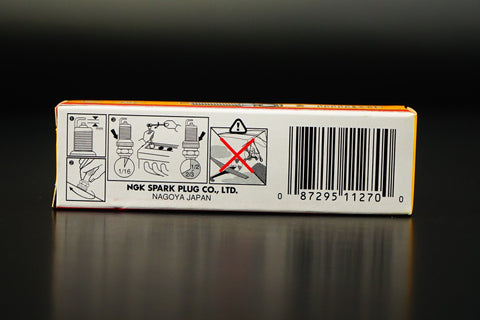 1/16
1/2
2/3
NGK SPARK PLUG CO., LTD.
NAGOYA JAPAN
0 87295 11270 0